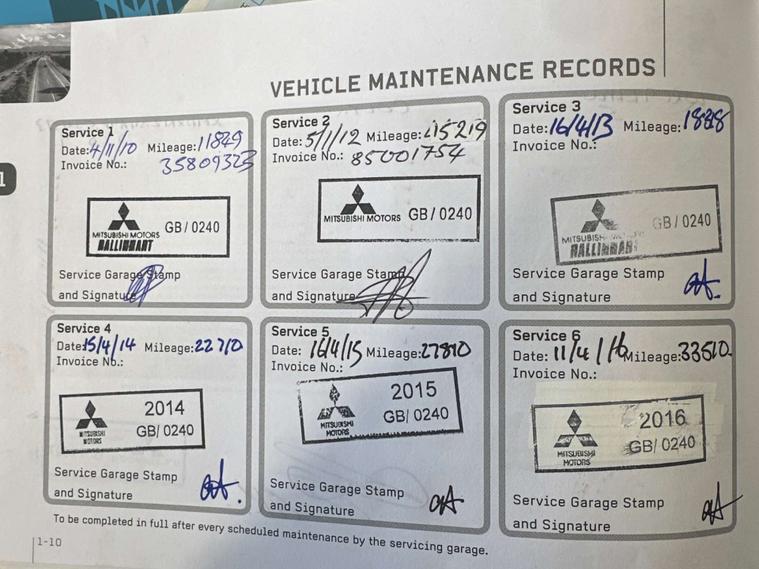 VEHICLE MAINTENANCE RECORDS
Service 1
Date: 4/11/10 Mileage: 11849
Invoice No.: 35809323
MITSUBISHI MOTORS GB/0240
RALLIART
Service Garage Stamp
and Signature
Service 2
Date: 5/1/12 Mileage: 15219
Invoice No.: 85001754
MITSUBISHI MOTORS GB/0240
Service Garage Stamp
and Signature
Service 3
Date: 16/4/13 Mileage:
Invoice No.:
MITSUBISHI GB/0240
RALLIART
Service Garage Stamp
and Signature
Service 4
Date: 15/4/14 Mileage: 22710
Invoice No.:
2014
MITSUBISHI
MOTORS
GB/0240
Service Garage Stamp
and Signature
Service 5
Date: 16/4/15 Mileage: 27810
Invoice No.:
2015
MITSUBISHI
MOTORS
GB/0240
Service Garage Stamp
and Signature
Service 6
Date: 11/4/16 Mileage: 33510
Invoice No.:
2016
MITSUBISHI
MOTORS
GB/0240
Service Garage Stamp
and Signature
To be completed in full after every scheduled maintenance by the servicing garage.
1-10
1